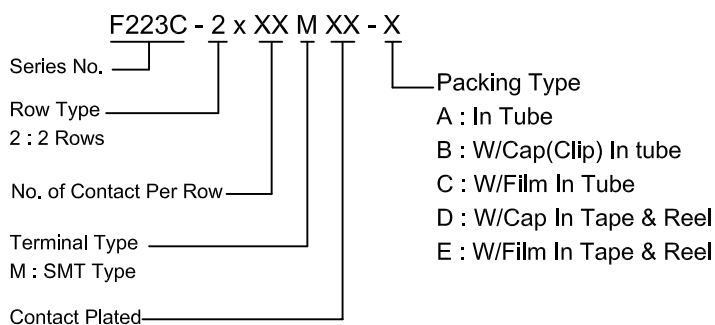 F223C - 2 x XX M XX - X
Series No.
Row Type
2 : 2 Rows
No. of Contact Per Row
Terminal Type
M : SMT Type
Contact Plated
Packing Type
A : In Tube
B : W/Cap(Clip) In tube
C : W/Film In Tube
D : W/Cap In Tape & Reel
E : W/Film In Tape & Reel